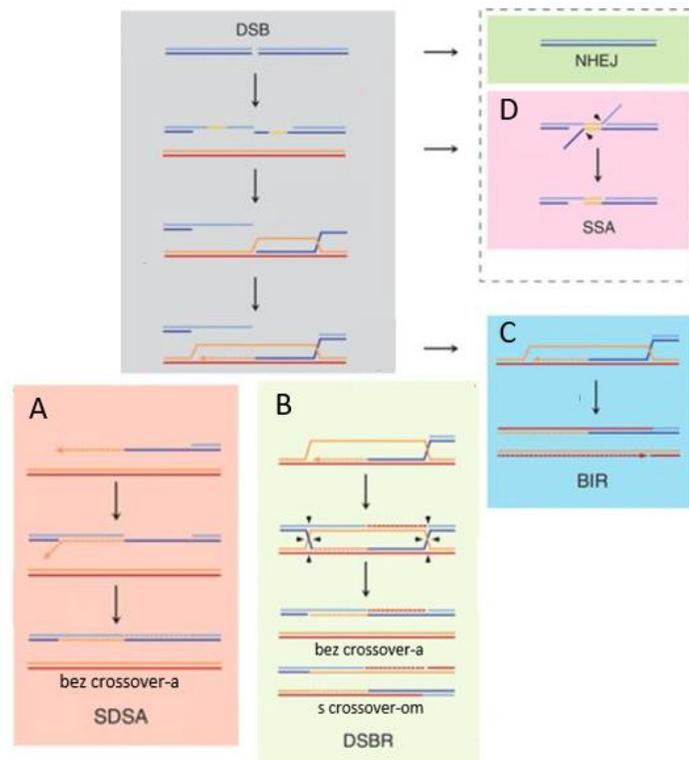 DSB
NHEJ
D
SSA
C
BIR
A
bez crossover-a
SDSA
B
bez crossover-a
s crossover-om
DSBR